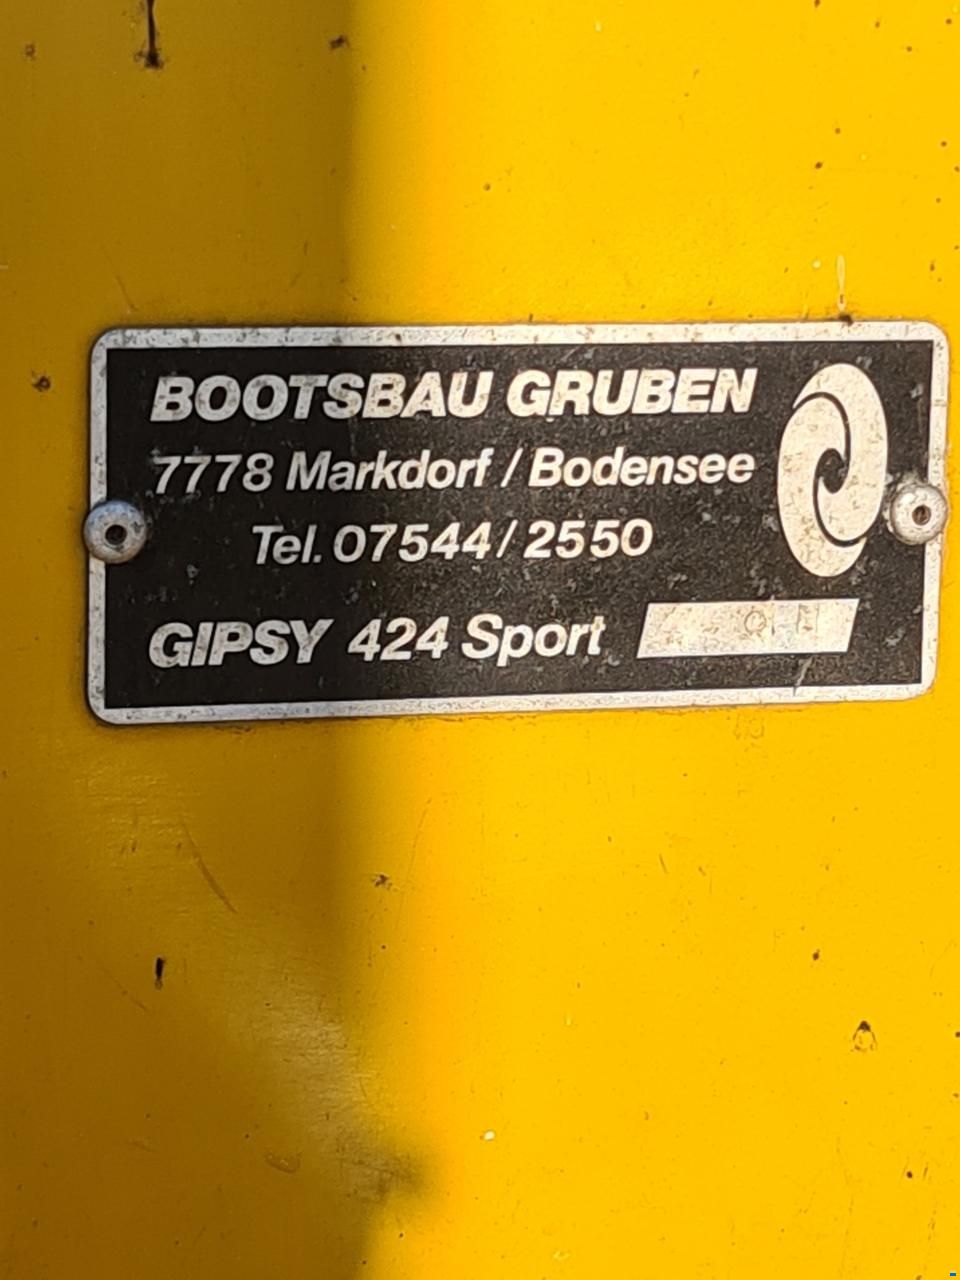 BOOTSBAU GRUBEN
7778 Markdorf / Bodensee
Tel. 07544 / 2550
GIPSY 424 Sport